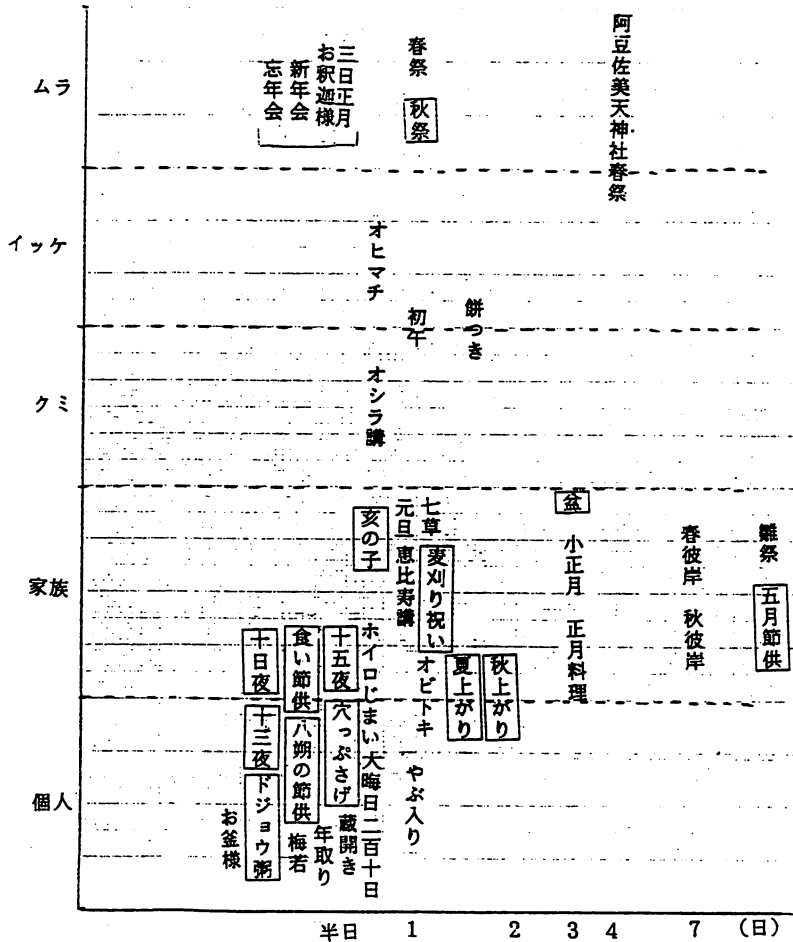 ムラ
三日正月
お釈迦様
新年会
忘年会
春祭
秋祭
阿豆佐美天神社春祭
イッケ
オヒマチ
初午
餅つき
クミ
オシラ講
家族
亥の子
元旦
恵比寿講
七草
麦刈り祝い
盆
小正月
正月料理
春彼岸
秋彼岸
雛祭
五月節供
十日夜
食い節供
十五夜
ホイロじまい
オビトキ
夏上がり
秋上がり
個人
十三夜
八朔の節供
穴っぷさげ
大晦日
二百十日
やぶ入り
お釜様
ドジョウ粥
梅若
年取り
蔵開き
半日 1 2 3 4 7 (日)